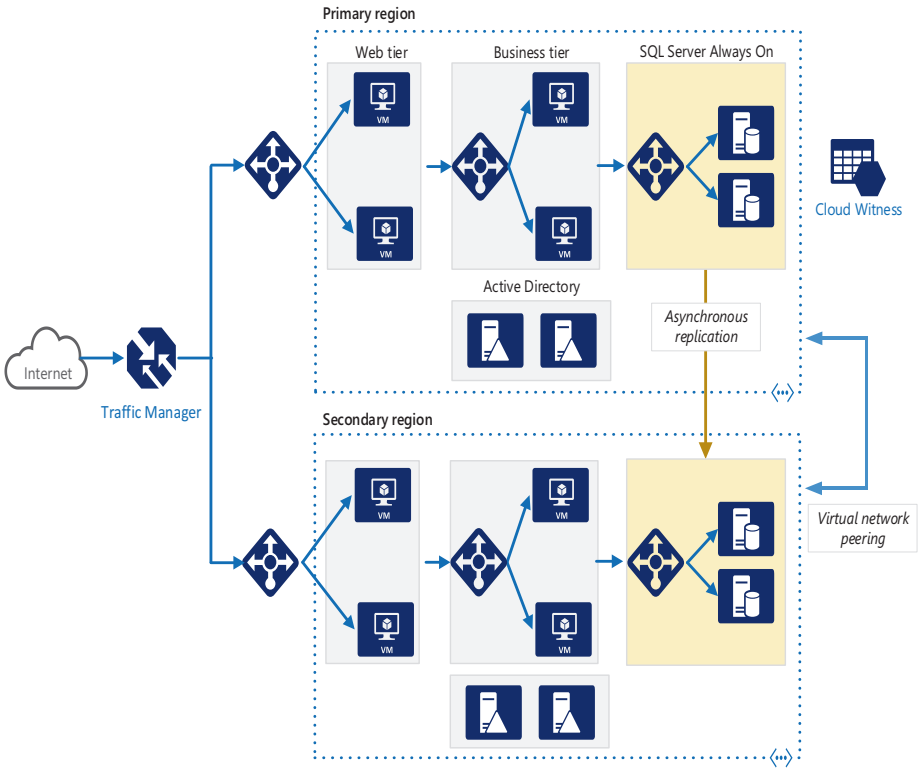 Primary region
Web tier
Business tier
SQL Server Always On
VM
VM
VM
VM
Cloud Witness
Active Directory
Asynchronous
replication
Internet
Traffic Manager
Secondary region
VM
VM
Virtual network
peering
VM
VM